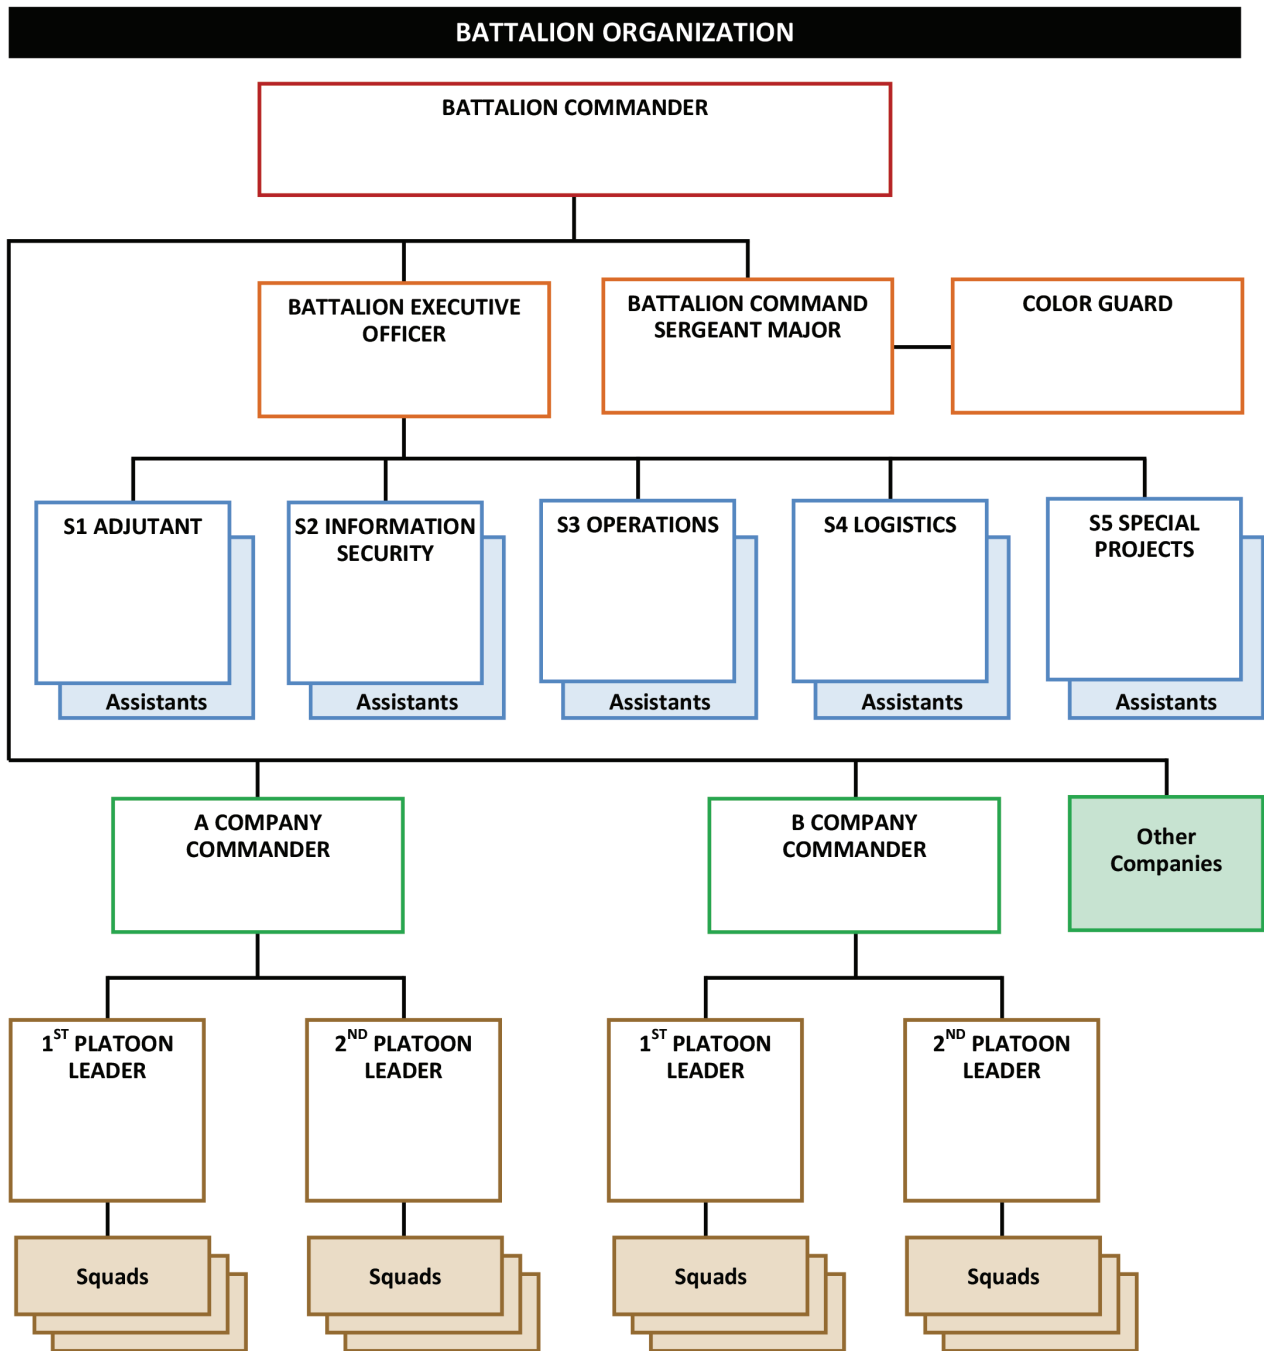 BATTALION ORGANIZATION
BATTALION COMMANDER
BATTALION EXECUTIVE
OFFICER
BATTALION COMMAND
SERGEANT MAJOR
COLOR GUARD
S1 ADJUTANT
Assistants
S2 INFORMATION
SECURITY
Assistants
S3 OPERATIONS
Assistants
S4 LOGISTICS
Assistants
S5 SPECIAL
PROJECTS
Assistants
A COMPANY
COMMANDER
B COMPANY
COMMANDER
Other
Companies
1ST PLATOON
LEADER
2ND PLATOON
LEADER
1ST PLATOON
LEADER
2ND PLATOON
LEADER
Squads
Squads
Squads
Squads